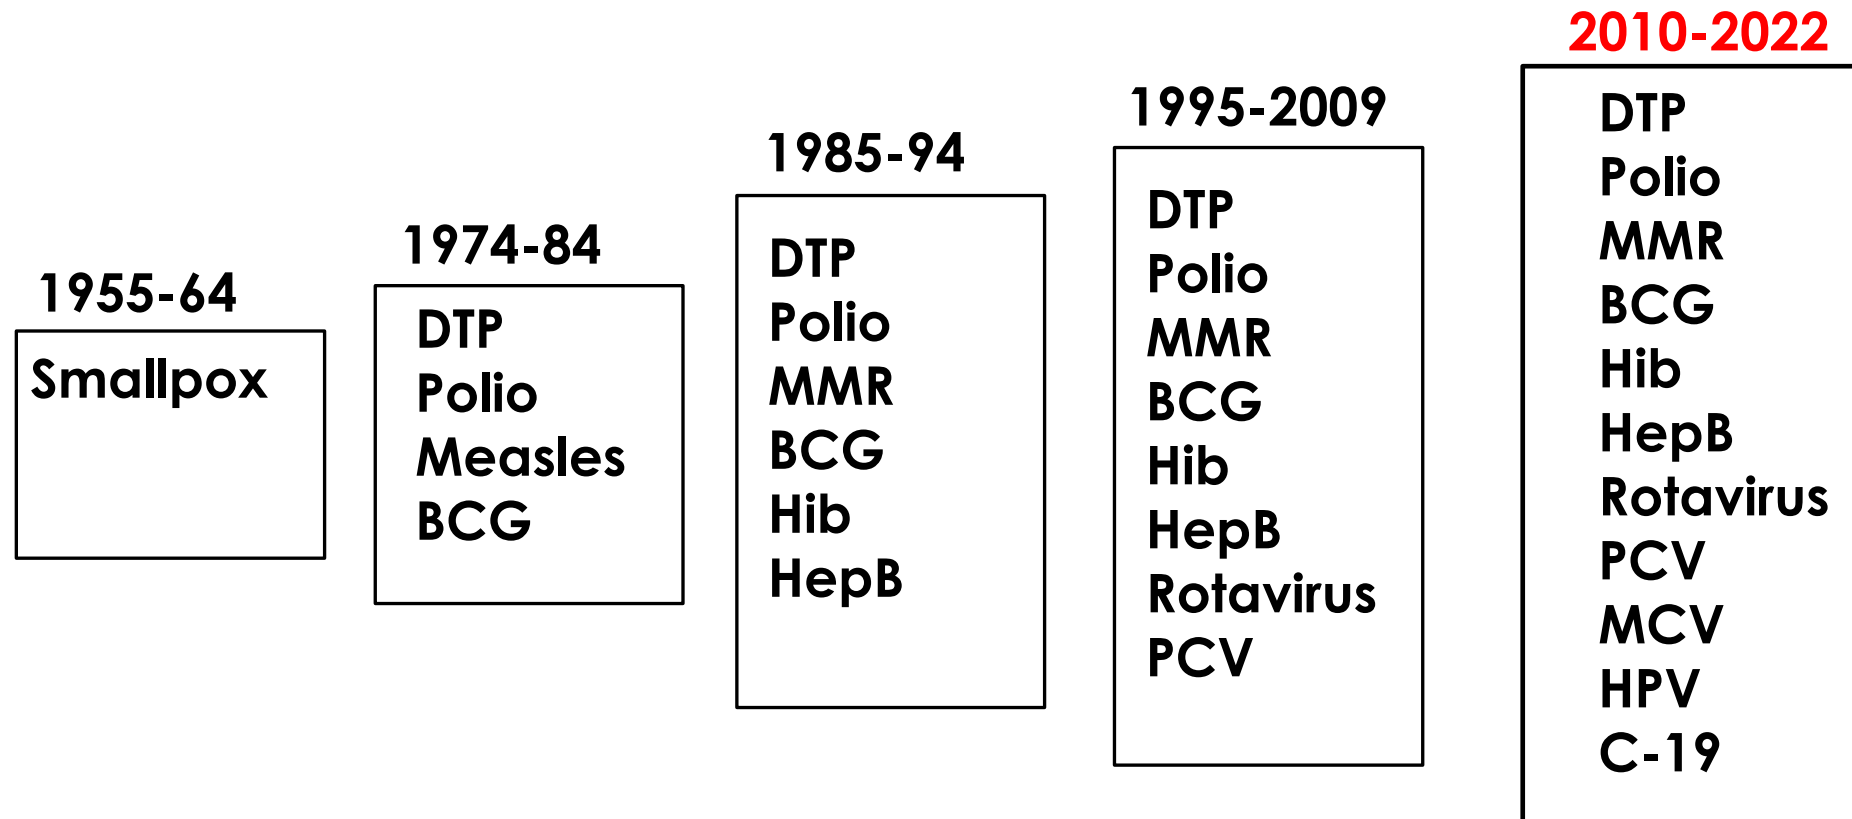 1955-64
Smallpox
1974-84
DTP
Polio
Measles
BCG
1985-94
DTP
Polio
MMR
BCG
Hib
HepB
1995-2009
DTP
Polio
MMR
BCG
Hib
HepB
Rotavirus
PCV
2010-2022
DTP
Polio
MMR
BCG
Hib
HepB
Rotavirus
PCV
MCV
HPV
C-19